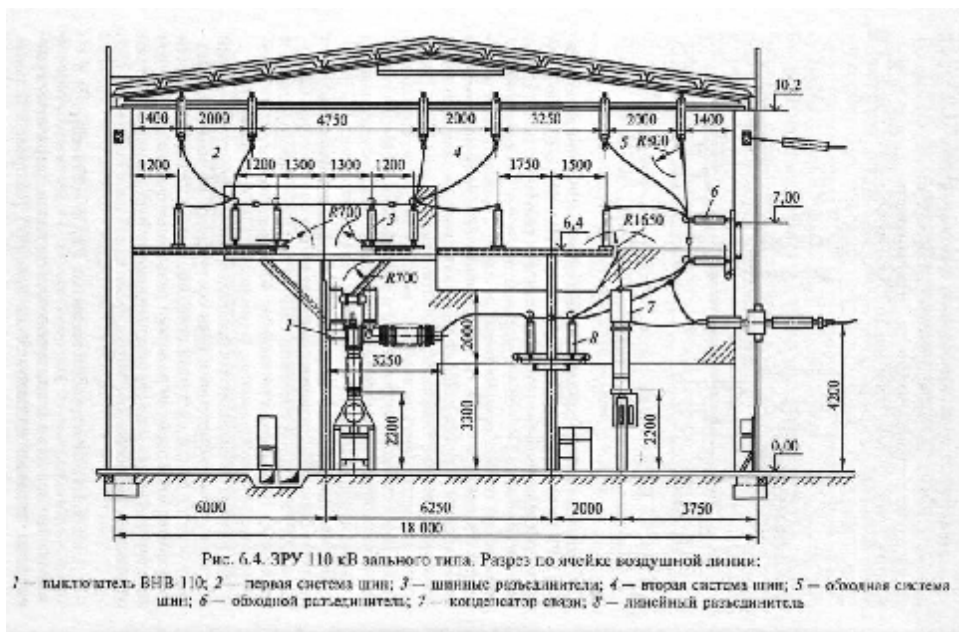 10,2
1400 2000 4750 2000 3250 2000 1400
2 4 5 R500
1200 1200 1300 1300 1200 1750 1500 6
7,00
R700 3 6,4 R1650
R700
1 7
2000 8
3250
2200 3300 2200 4200
0,00
6000 6250 2000 3750
18 000
Рис. 6.4. ЗРУ 110 кВ зального типа. Разрез по ячейке воздушной линии:
1 — выключатель ВНВ-110; 2 — первая система шин; 3 — шинные разъединители; 4 — вторая система шин; 5 — обходная система
шин; 6 — обходной разъединитель; 7 — конденсатор связи; 8 — линейный разъединитель